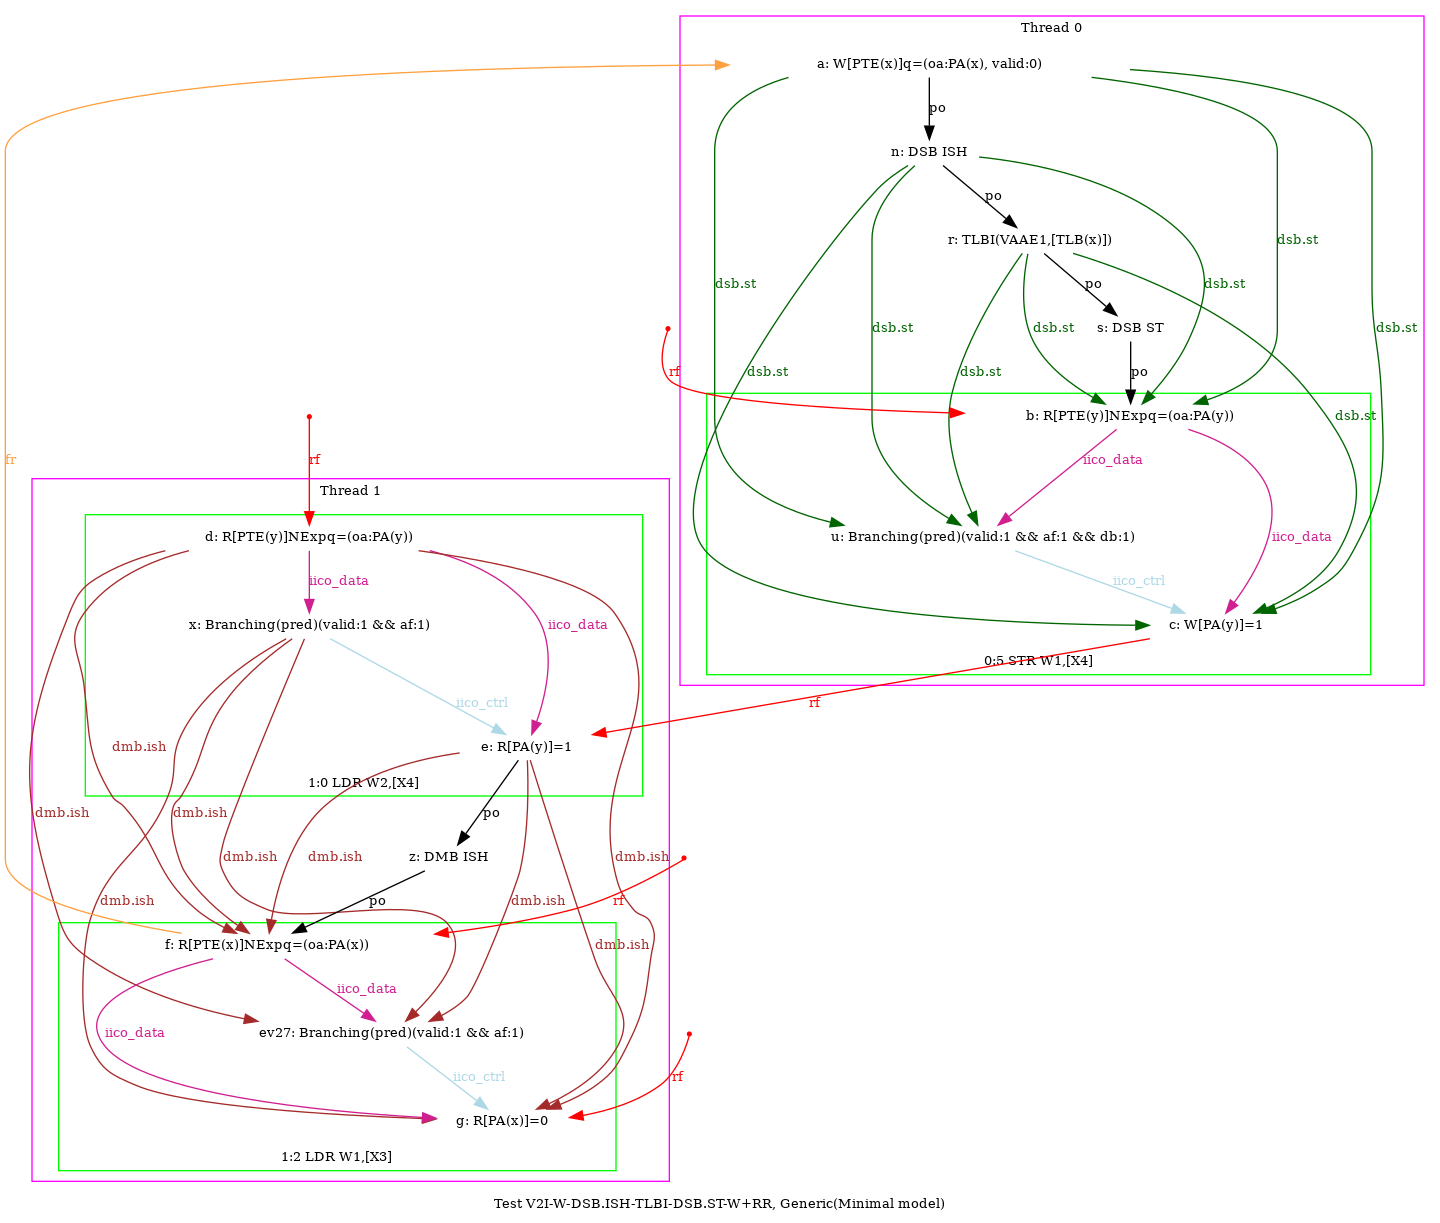 Thread 0
a: W[PTE(x)]q=(oa:PA(x), valid:0)
po
n: DSB ISH
po
r: TLBI(VAAE1,[TLB(x)])
dsb.st
dsb.st
po
dsb.st
dsb.st
dsb.st
dsb.st
s: DSB ST
dsb.st
rf
dsb.st
dsb.st
po
dsb.st
b: R[PTE(y)]NExpq=(oa:PA(y))
fr
rf
iico_data
Thread 1
d: R[PTE(y)]NExpq=(oa:PA(y))
u: Branching(pred)(valid:1 && af:1 && db:1)
iico_data
iico_data
iico_ctrl
x: Branching(pred)(valid:1 && af:1)
iico_data
c: W[PA(y)]=1
0:5 STR W1,[X4]
iico_ctrl
rf
dmb.ish
e: R[PA(y)]=1
1:0 LDR W2,[X4]
dmb.ish
dmb.ish
po
dmb.ish
dmb.ish
dmb.ish
z: DMB ISH
dmb.ish
po
dmb.ish
rf
f: R[PTE(x)]NExpq=(oa:PA(x))
dmb.ish
iico_data
iico_data
ev27: Branching(pred)(valid:1 && af:1)
iico_ctrl
rf
g: R[PA(x)]=0
1:2 LDR W1,[X3]
Test V2I-W-DSB.ISH-TLBI-DSB.ST-W+RR, Generic(Minimal model)